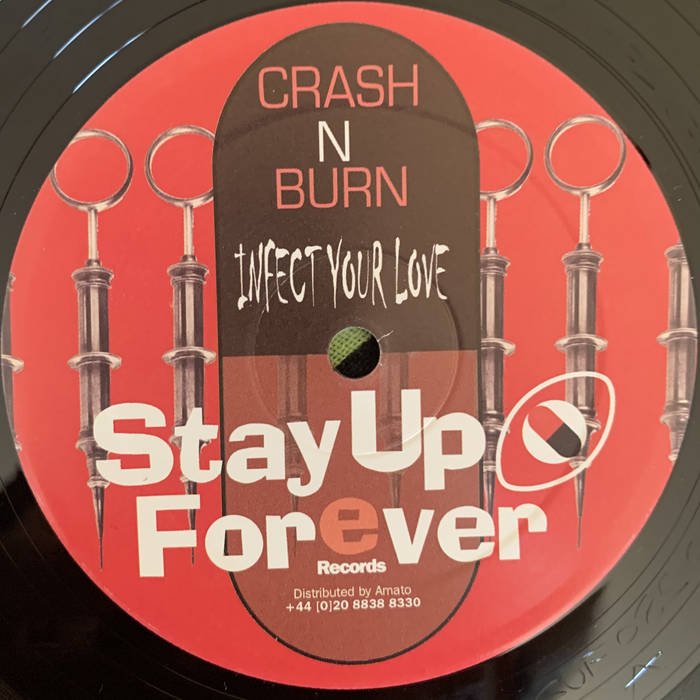 CRASH
N
BURN
INFECT YOUR LOVE
Stay Up
Forever
Records
Distributed by Amato
+44 [0]20 8838 8330